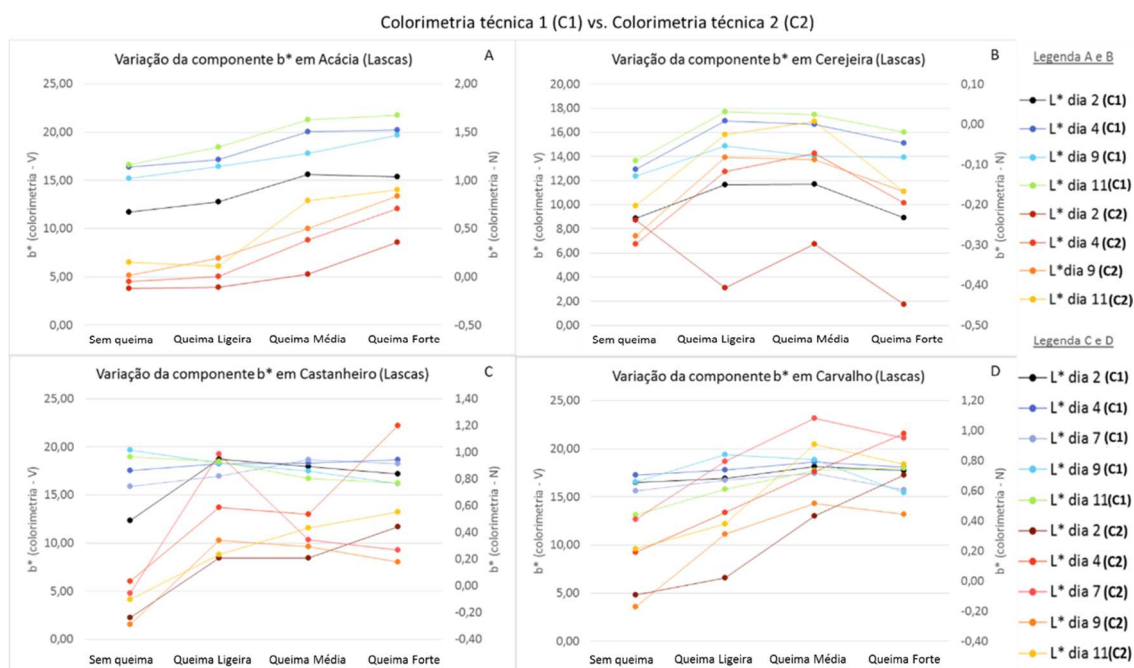 Colorimetria técnica 1 (C1) vs. Colorimetria técnica 2 (C2)
Variação da componente b* em Acácia (Lascas)
A
25,00
20,00
15,00
10,00
5,00
0,00
b* (colorimetria - V)
2,00
1,50
1,00
0,50
0,00
-0,50
b* (colorimetria - N)
Sem queima Queima Ligeira Queima Média Queima Forte
Variação da componente b* em Cerejeira (Lascas)
B
20,00
18,00
16,00
14,00
12,00
10,00
8,00
6,00
4,00
2,00
0,00
b* (colorimetria - V)
0,10
0,00
-0,10
-0,20
-0,30
-0,40
-0,50
b* (colorimetria - N)
Sem queima Queima Ligeira Queima Média Queima Forte
Legenda A e B
L* dia 2 (C1)
L* dia 4 (C1)
L* dia 9 (C1)
L* dia 11(C1)
L* dia 2 (C2)
L* dia 4 (C2)
L*dia 9 (C2)
L* dia 11 (C2)
Variação da componente b* em Castanheiro (Lascas)
C
25,00
20,00
15,00
10,00
5,00
0,00
b* (colorimetria - V)
1,40
1,20
1,00
0,80
0,60
0,40
0,20
0,00
-0,20
-0,40
b* (colorimetria - N)
Sem queima Queima Ligeira Queima Média Queima Forte
Variação da componente b* em Carvalho (Lascas)
D
25,00
20,00
15,00
10,00
5,00
0,00
b* (colorimetria - V)
1,20
1,00
0,80
0,60
0,40
0,20
0,00
-0,20
-0,40
b* (colorimetria - N)
Sem queima Queima Ligeira Queima Média Queima Forte
Legenda C e D
L* dia 2 (C1)
L* dia 4 (C1)
L* dia 7 (C1)
L* dia 9 (C1)
L* dia 11(C1)
L* dia 2 (C2)
L* dia 4 (C2)
L* dia 7 (C2)
L* dia 9 (C2)
L* dia 11 (C2)